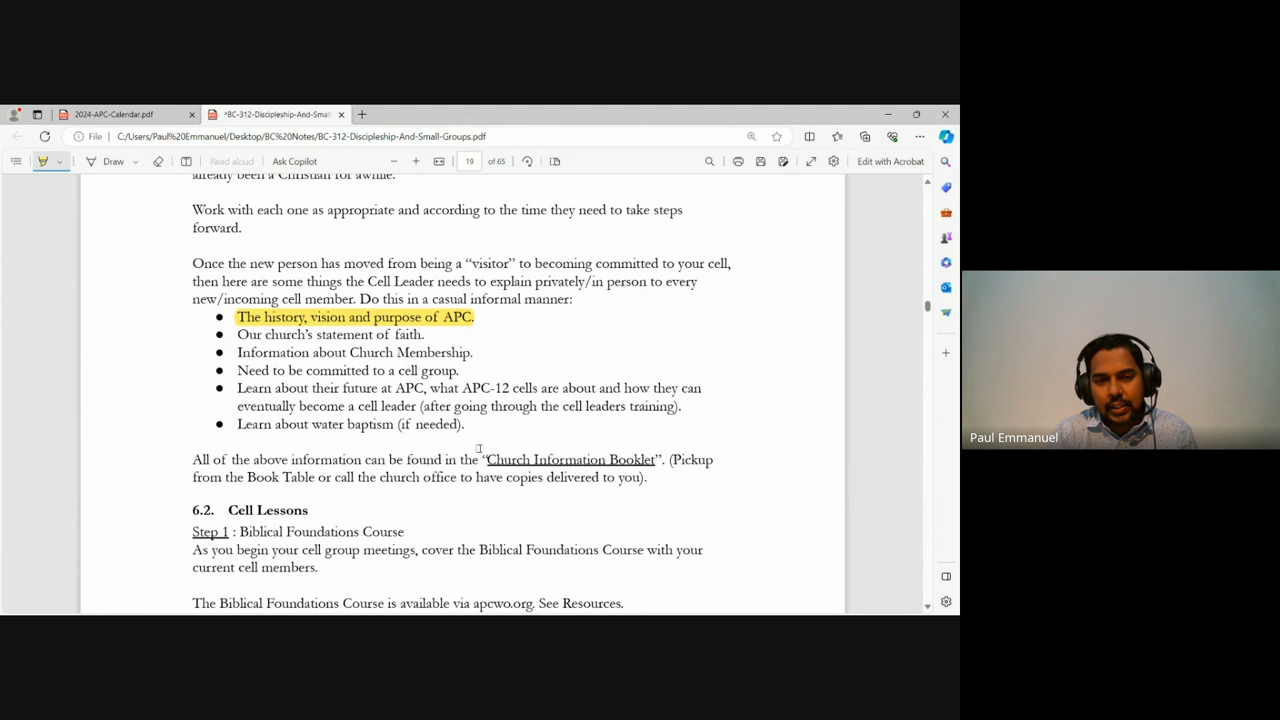 2024-APC-Calendar.pdf
*BC-312-Discipleship-And-Small-
File
C:/Users/Paul%20Emmanuel/Desktop/BC%20Notes/BC-312-Discipleship-And-Small-Groups.pdf
Draw
Read aloud
Ask Copilot
19
of 65
Edit with Acrobat
already been a Christian for awhile.
Work with each one as appropriate and according to the time they need to take steps
forward.
Once the new person has moved from being a “visitor” to becoming committed to your cell,
then here are some things the Cell Leader needs to explain privately/in person to every
new/incoming cell member. Do this in a casual informal manner:
● The history, vision and purpose of APC.
● Our church’s statement of faith.
● Information about Church Membership.
● Need to be committed to a cell group.
● Learn about their future at APC, what APC-12 cells are about and how they can
eventually become a cell leader (after going through the cell leaders training).
● Learn about water baptism (if needed).
All of the above information can be found in the “Church Information Booklet”. (Pickup
from the Book Table or call the church office to have copies delivered to you).
6.2. Cell Lessons
Step 1 : Biblical Foundations Course
As you begin your cell group meetings, cover the Biblical Foundations Course with your
current cell members.
The Biblical Foundations Course is available via apcwo.org. See Resources.
Paul Emmanuel